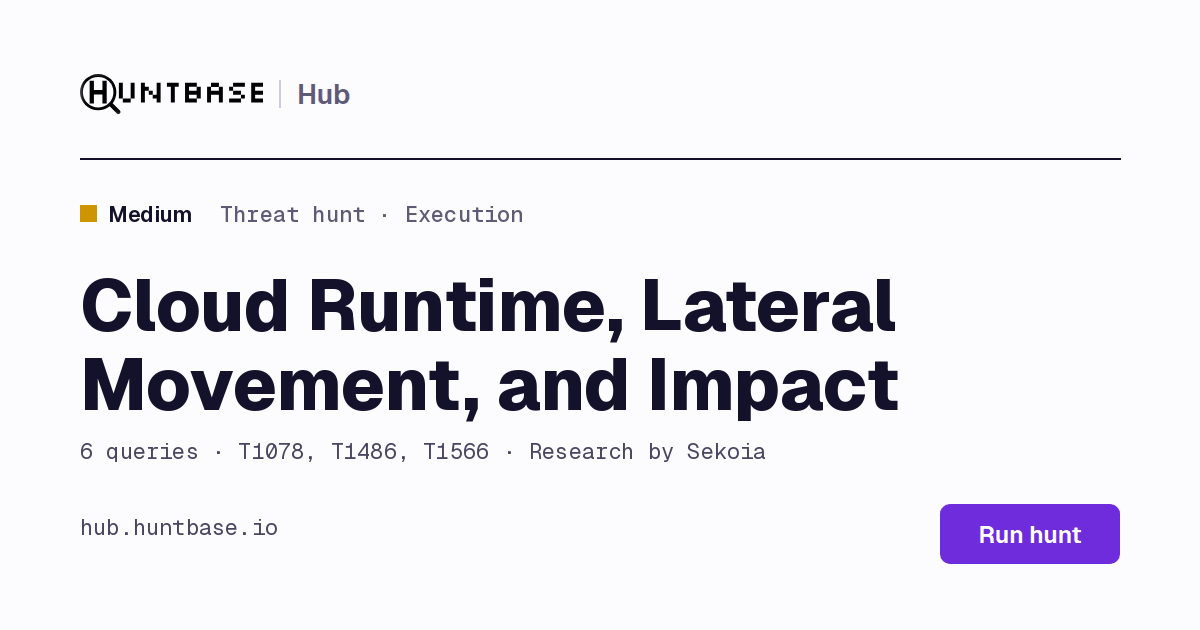 HUNTBASE | Hub
Medium Threat hunt · Execution
Cloud Runtime, Lateral
Movement, and Impact
6 queries · T1078, T1486, T1566 · Research by Sekoia
hub.huntbase.io
Run hunt